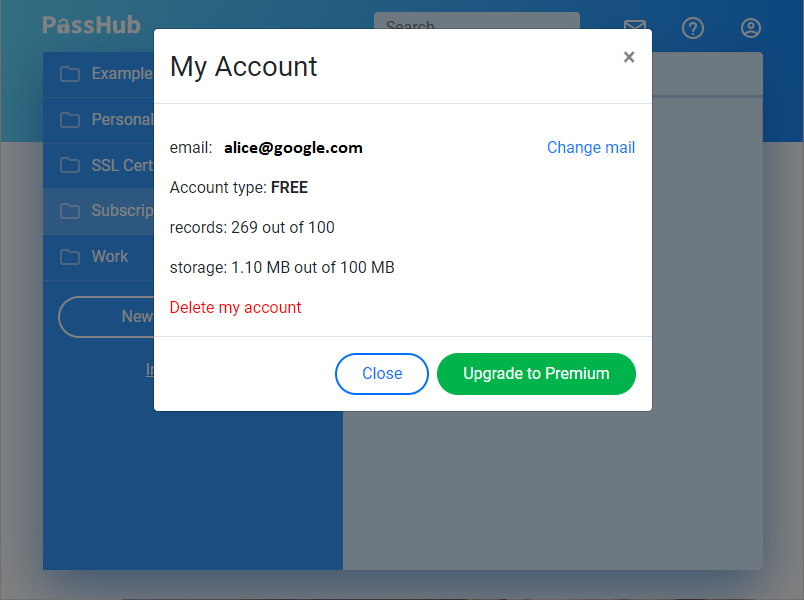 PassHub
Search
My Account
×
Example
Personal
SSL Cert
Subscrip
Work
New
email: alice@google.com Change mail
Account type: FREE
records: 269 out of 100
storage: 1.10 MB out of 100 MB
Delete my account
Close Upgrade to Premium